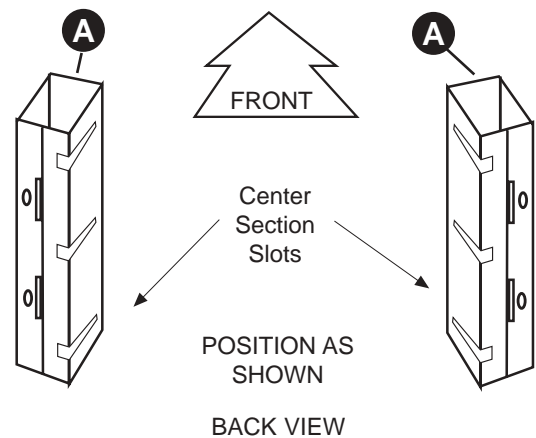 A
A
FRONT
Center
Section
Slots
POSITION AS
SHOWN
BACK VIEW